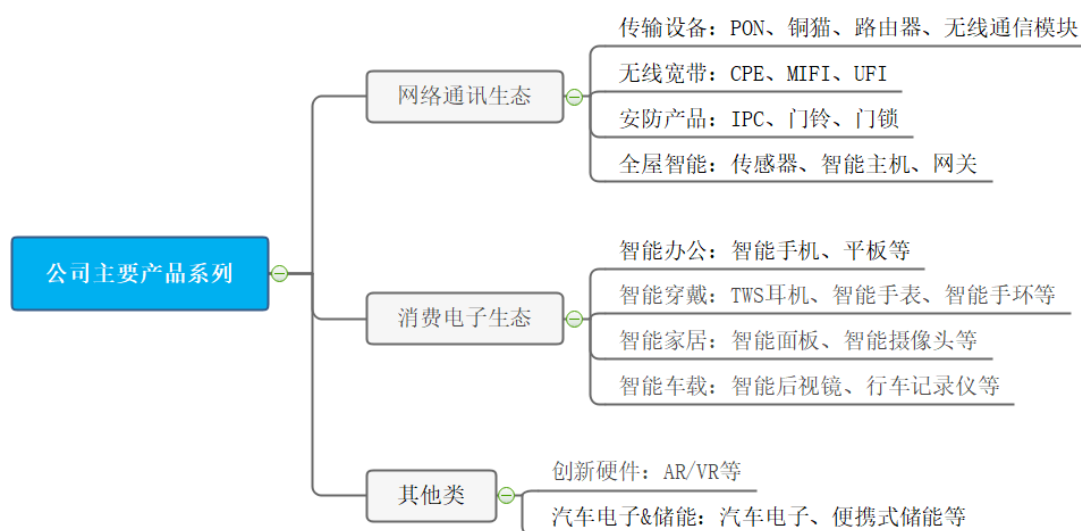 公司主要产品系列
网络通讯生态
传输设备：PON、铜猫、路由器、无线通信模块
无线宽带：CPE、MIFI、UFI
安防产品：IPC、门铃、门锁
全屋智能：传感器、智能主机、网关
消费电子生态
智能办公：智能手机、平板等
智能穿戴：TWS耳机、智能手表、智能手环等
智能家居：智能面板、智能摄像头等
智能车载：智能后视镜、行车记录仪等
其他类
创新硬件：AR/VR等
汽车电子&储能：汽车电子、便携式储能等